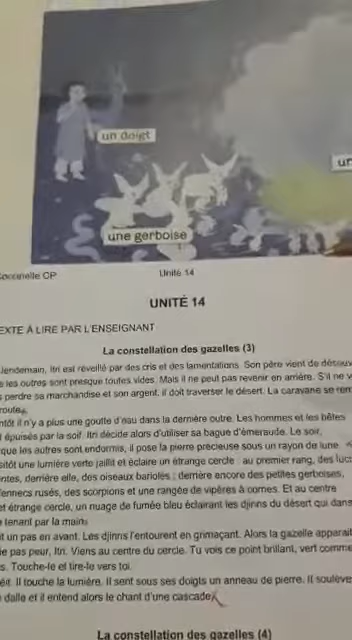 un doigt
un
une gerboise
Coccinelle CP
Unité 14
UNITÉ 14
EXTE À LIRE PAR L'ENSEIGNANT
La constellation des gazelles (3)
lendemain, Itri est réveillé par des cris et des lamentations. Son père vient de découv
e les outres sont presque toutes vides. Mais il ne peut pas revenir en arrière. S'il ne v
perdre sa marchandise et son argent, il doit traverser le désert. La caravane se rem
route.
ntôt il n'y a plus une goutte d'eau dans la dernière outre. Les hommes et les bêtes
t épuisés par la soif. Itri décide alors d'utiliser sa bague d'émeraude. Le soir,
que les autres sont endormis, il pose la pierre précieuse sous un rayon de lune.
sitôt une lumière verte jaillit et éclaire un étrange cercle : au premier rang, des luc
ntes, derrière elle, des oiseaux bariolés ; derrière encore des petites gerboises,
fennecs rusés, des scorpions et une rangée de vipères à cornes. Et au centre
et étrange cercle, un nuage de fumée bleu éclairant les djinns du désert qui dans
e tenant par la main.
it un pas en avant. Les djinns l'entourent en grimaçant. Alors la gazelle apparaît
ie pas peur, Itri. Viens au centre du cercle. Tu vois ce point brillant, vert comme
s. Touche-le et tire-le vers toi.
éit. Il touche la lumière. Il sent sous ses doigts un anneau de pierre. Il soulève
dalle et il entend alors le chant d'une cascade
La constellation des gazelles (4)